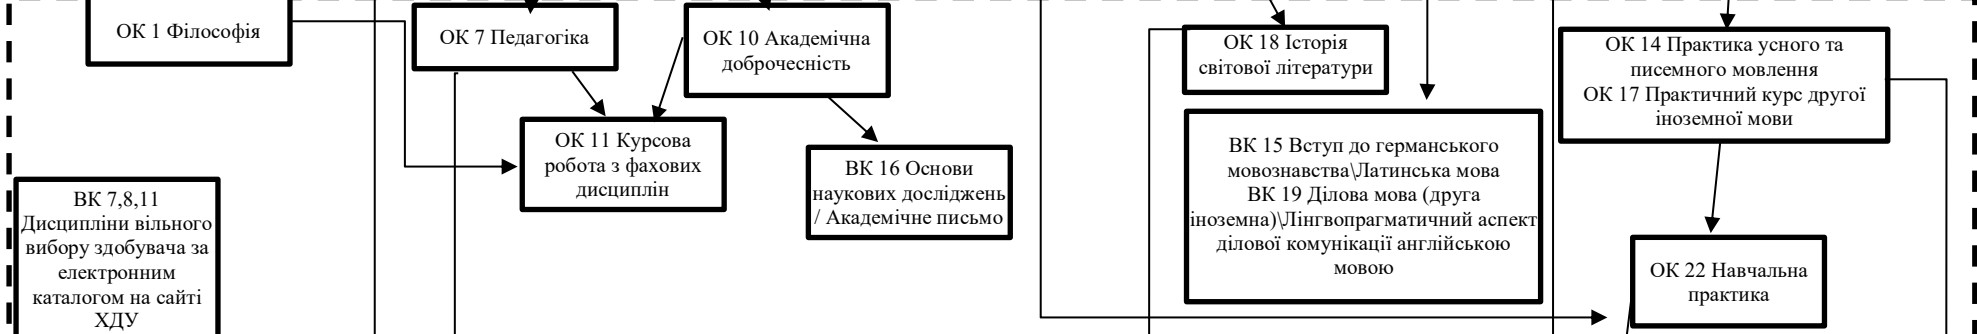 ОК 1 Філософія
ОК 7 Педагогіка
ОК 10 Академічна
доброчесність
ОК 18 Історія
світової літератури
ОК 14 Практика усного та
писемного мовлення
ОК 17 Практичний курс другої
іноземної мови
ОК 11 Курсова
робота з фахових
дисциплін
ВК 16 Основи
наукових досліджень
/ Академічне письмо
ВК 15 Вступ до германського
мовознавства\Латинська мова
ВК 19 Ділова мова (друга
іноземна)\Лінгвопрагматичний аспект
ділової комунікації англійською
мовою
ВК 7,8,11
Дисципліни вільного
вибору здобувача за
електронним
каталогом на сайті
ХДУ
ОК 22 Навчальна
практика